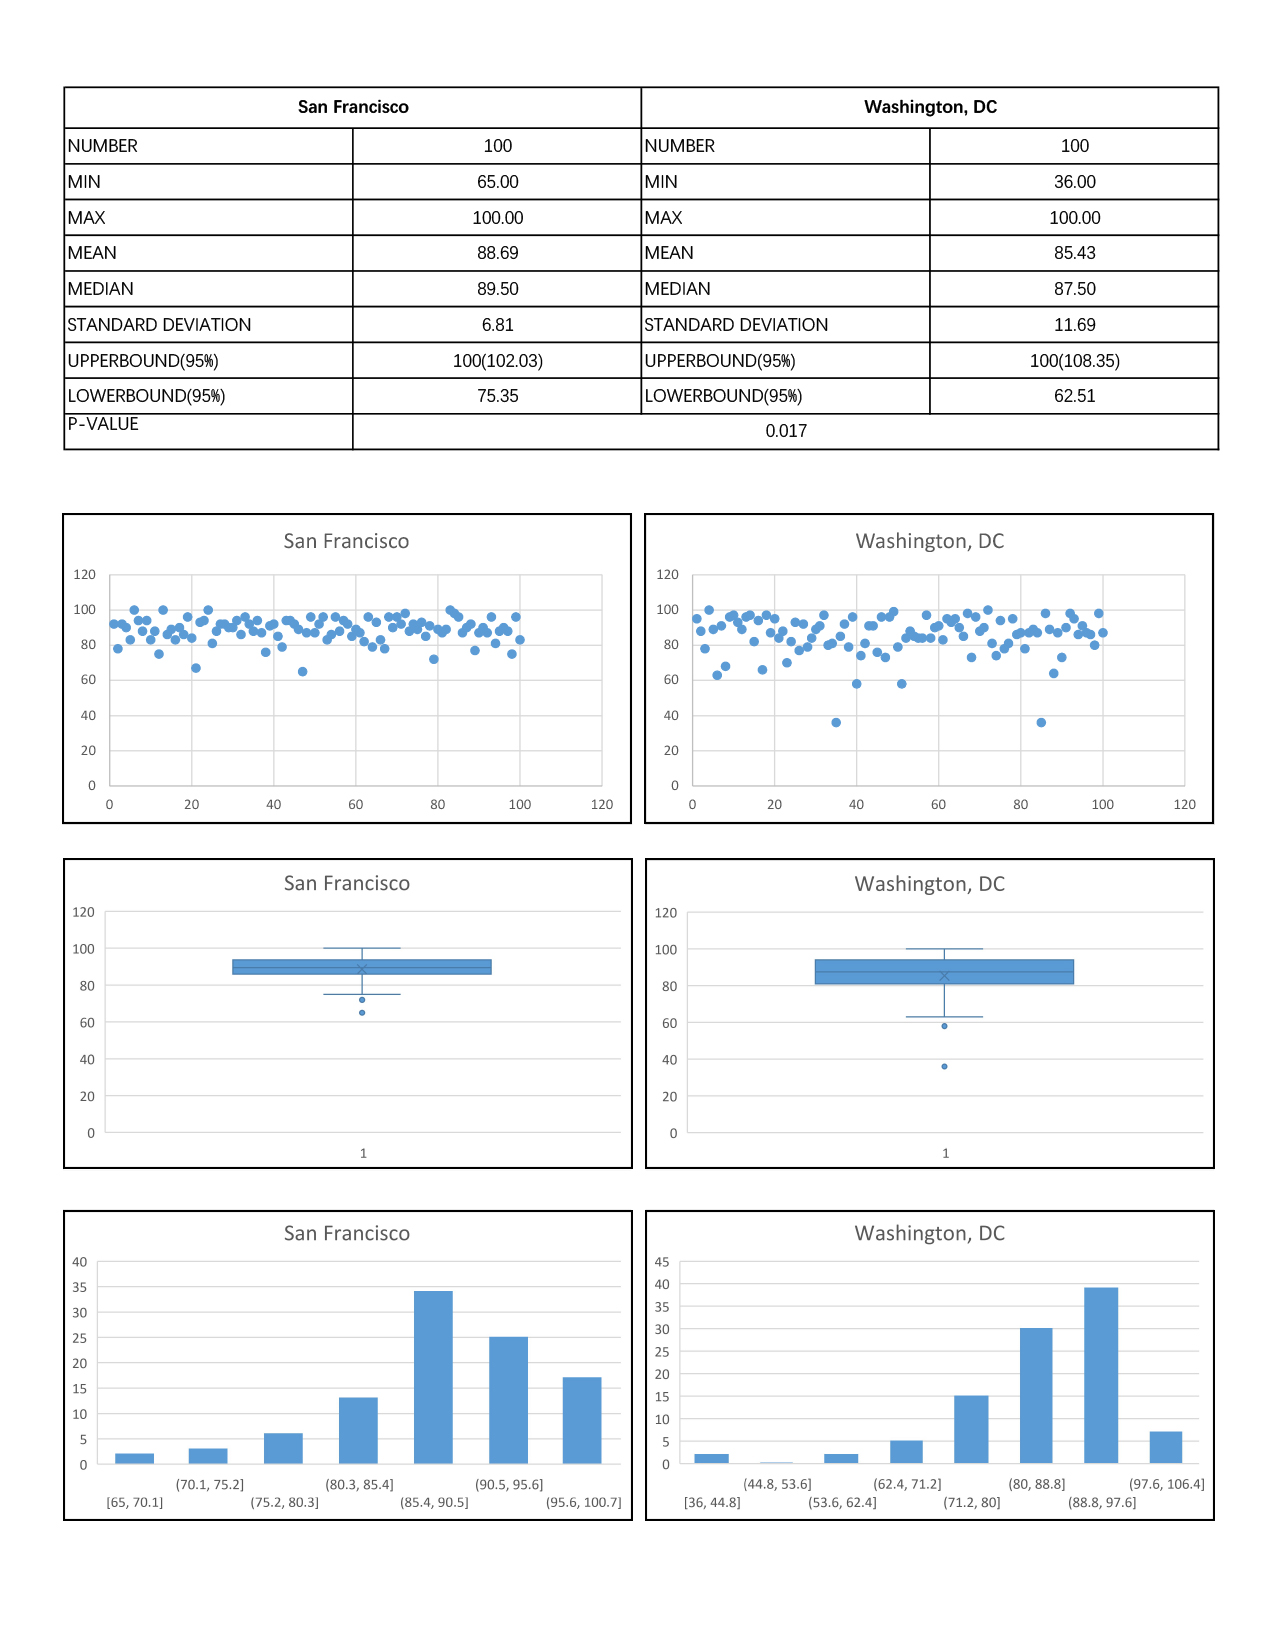 San Francisco Washington, DC
NUMBER 100 NUMBER 100
MIN 65.00 MIN 36.00
MAX 100.00 MAX 100.00
MEAN 88.69 MEAN 85.43
MEDIAN 89.50 MEDIAN 87.50
STANDARD DEVIATION 6.81 STANDARD DEVIATION 11.69
UPPERBOUND(95%) 100(102.03) UPPERBOUND(95%) 100(108.35)
LOWERBOUND(95%) 75.35 LOWERBOUND(95%) 62.51
P-VALUE 0.017
San Francisco
120
100
80
60
40
20
0
0 20 40 60 80 100 120
Washington, DC
120
100
80
60
40
20
0
0 20 40 60 80 100 120
San Francisco
120
100
80
60
40
20
0
1
Washington, DC
120
100
80
60
40
20
0
1
San Francisco
40
35
30
25
20
15
10
5
0
(70.1, 75.2] (80.3, 85.4] (90.5, 95.6]
[65, 70.1] (75.2, 80.3] (85.4, 90.5] (95.6, 100.7]
Washington, DC
45
40
35
30
25
20
15
10
5
0
(44.8, 53.6] (62.4, 71.2] (80, 88.8] (97.6, 106.4]
[36, 44.8] (53.6, 62.4] (71.2, 80] (88.8, 97.6]